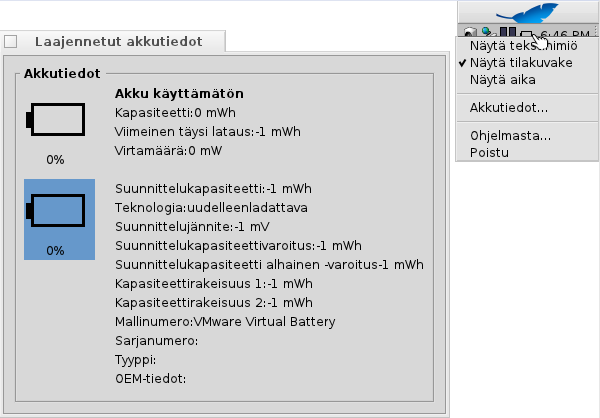 Laajennetut akkutiedot
Akkutiedot
0%
0%
Akku käyttämätön
Kapasiteetti:0 mWh
Viimeinen täysi lataus:-1 mWh
Virtamäärä:0 mW
Suunnittelukapasiteetti:-1 mWh
Teknologia:uudelleenladattava
Suunnittelujännite:-1 mV
Suunnittelukapasiteettivaroitus:-1 mWh
Suunnittelukapasiteetti alhainen -varoitus-1 mWh
Kapasiteettirakeisuus 1:-1 mWh
Kapasiteettirakeisuus 2:-1 mWh
Mallinumero:VMware Virtual Battery
Sarjanumero:
Tyyppi:
OEM-tiedot:
6:46 PM
Näytä
Näytä tilakuvake
Näytä aika
Akkutiedot...
Ohjelmasta...
Poistu